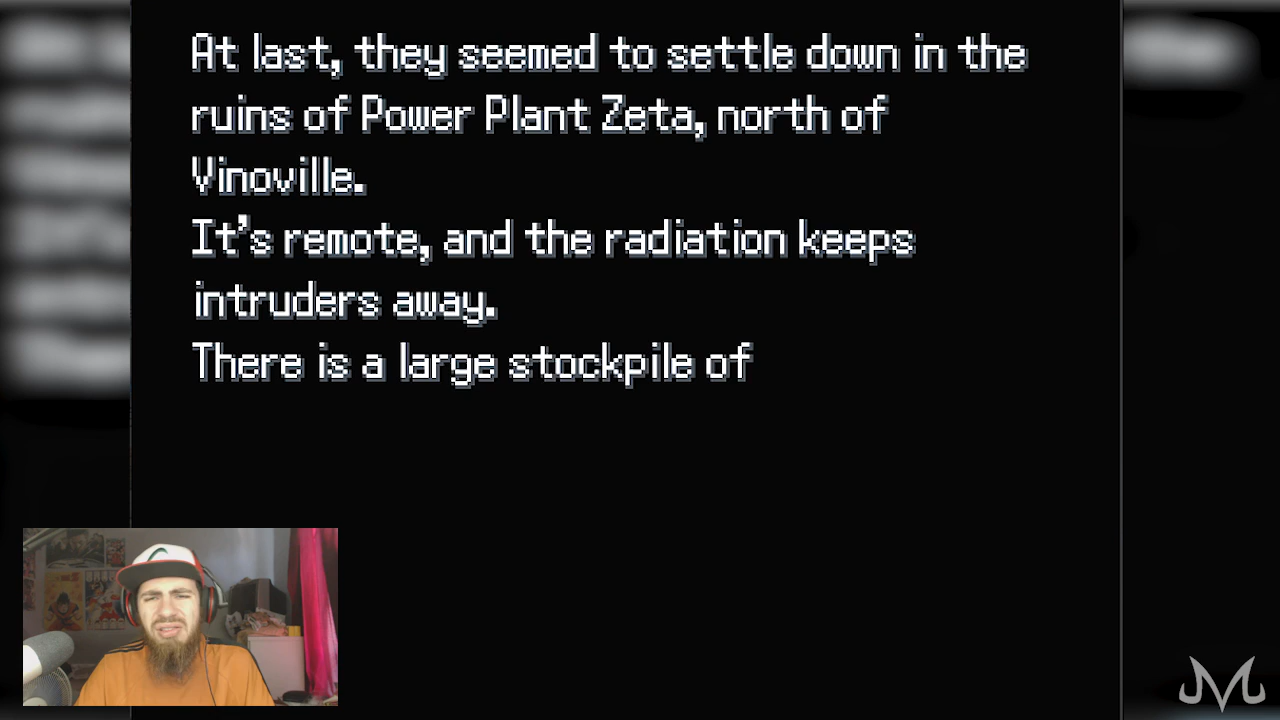 At last, they seemed to settle down in the
ruins of Power Plant Zeta, north of
Vinoville.
It's remote, and the radiation keeps
intruders away.
There is a large stockpile of